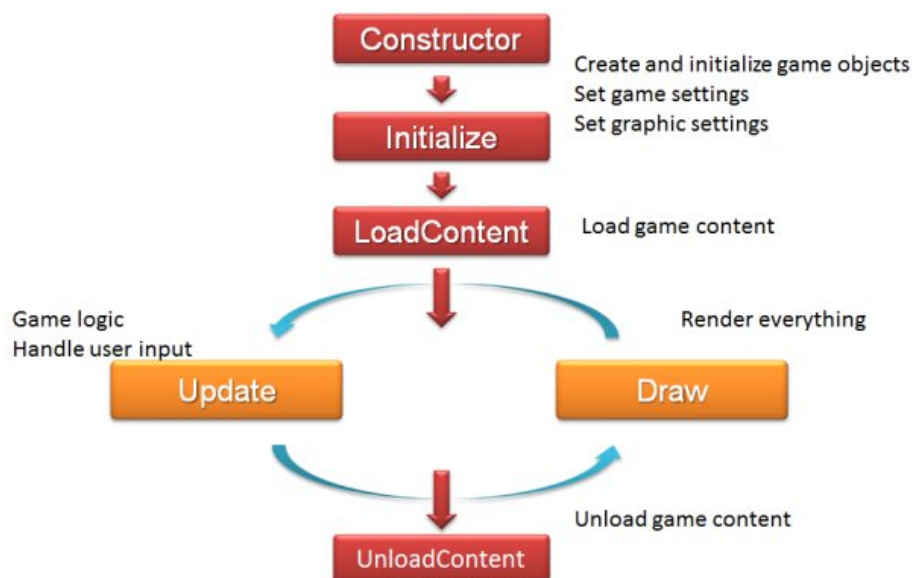 Constructor
Create and initialize game objects
Set game settings
Set graphic settings
Initialize
LoadContent
Load game content
Game logic
Handle user input
Render everything
Update
Draw
Unload game content
UnloadContent